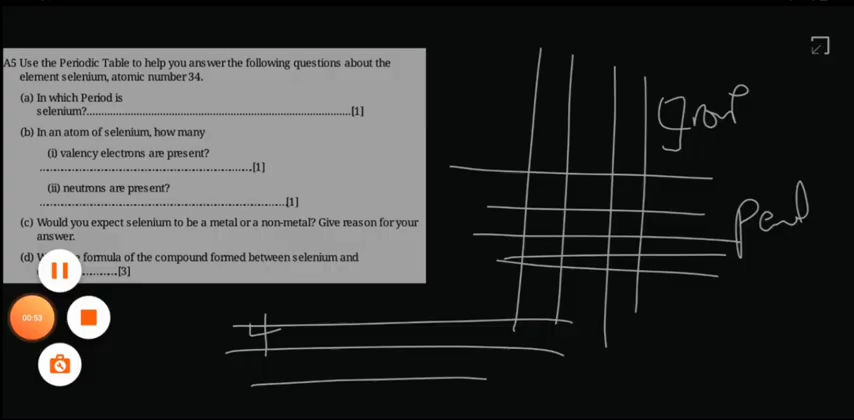 A5 Use the Periodic Table to help you answer the following questions about the
element selenium, atomic number 34.
(a) In which Period is
selenium?..........................................................................................[1]
(b) In an atom of selenium, how many
(i) valency electrons are present?
.......................................................................[1]
(ii) neutrons are present?
...................................................................................[1]
(c) Would you expect selenium to be a metal or a non-metal? Give reason for your
answer.
(d) formula of the compound formed between selenium and
............[3]
00:53
group